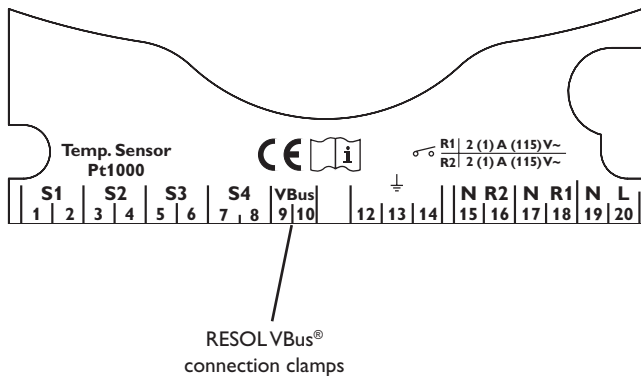 Temp. Sensor
Pt1000
CE i
R1 2 (1) A (115) V~
R2 2 (1) A (115) V~
S1 S2 S3 S4 VBus N R2 N R1 N L
1 2 3 4 5 6 7 8 9 10 12 13 14 15 16 17 18 19 20
RESOL VBus®
connection clamps